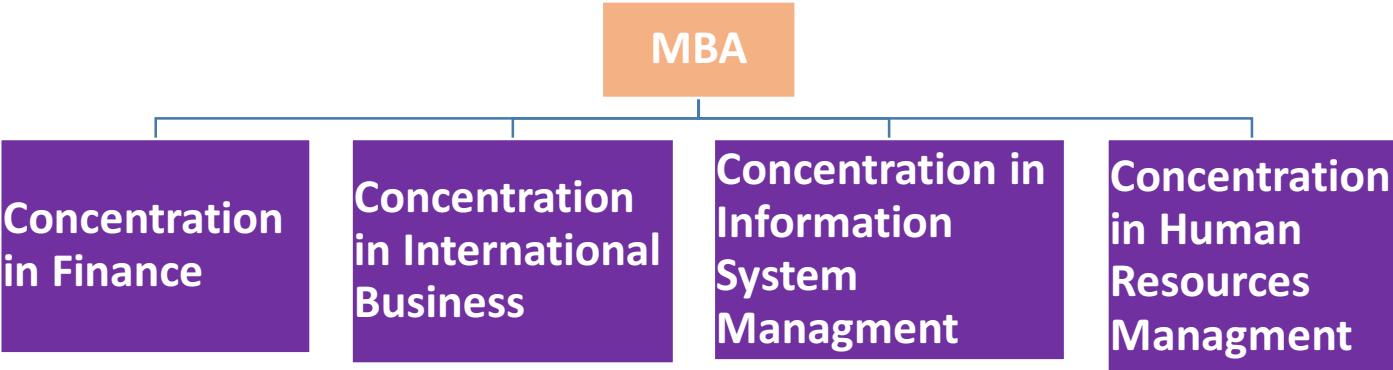 MBA
Concentration
in Finance
Concentration
in International
Business
Concentration in
Information
System
Managment
Concentration
in Human
Resources
Managment